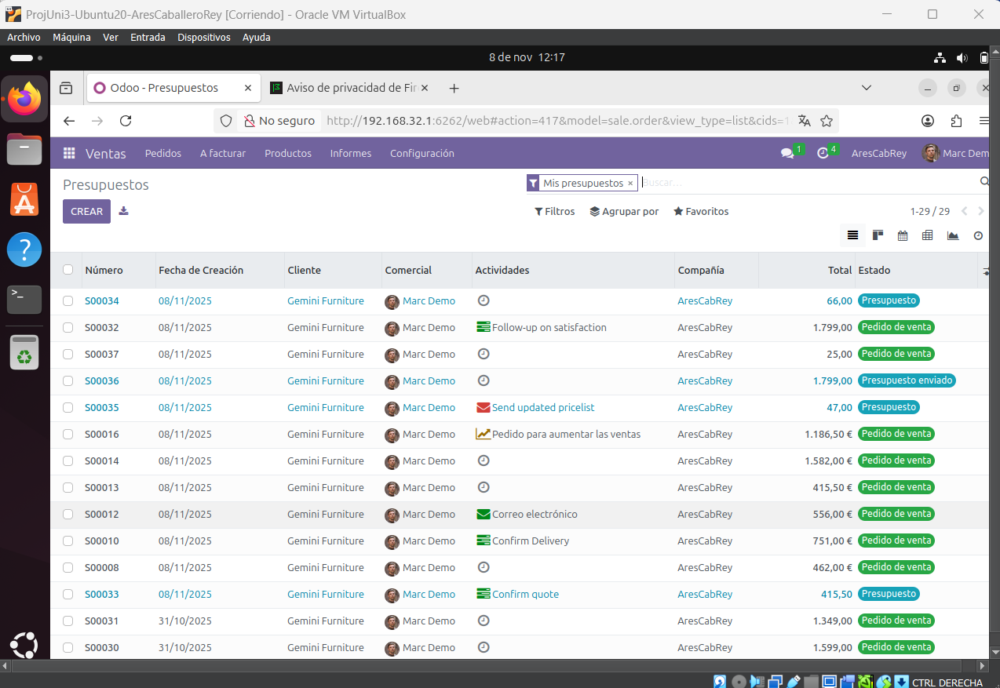 ProjUni3-Ubuntu20-AresCaballeroRey [Corriendo] - Oracle VM VirtualBox
Archivo Máquina Ver Entrada Dispositivos Ayuda
8 de nov 12:17
Odoo - Presupuestos
Aviso de privacidad de Fir
No seguro http://192.168.32.1:6262/web#action=417&model=sale.order&view_type=list&cids=1
Ventas Pedidos A facturar Productos Informes Configuración 1 4 AresCabRey Marc Dem
Presupuestos
Mis presupuestos × Buscar...
CREAR
Filtros Agrupar por Favoritos 1-29 / 29
Número Fecha de Creación Cliente Comercial Actividades Compañía Total Estado
S00034 08/11/2025 Gemini Furniture Marc Demo AresCabRey 66,00 Presupuesto
S00032 08/11/2025 Gemini Furniture Marc Demo Follow-up on satisfaction AresCabRey 1.799,00 Pedido de venta
S00037 08/11/2025 Gemini Furniture Marc Demo AresCabRey 25,00 Pedido de venta
S00036 08/11/2025 Gemini Furniture Marc Demo AresCabRey 1.799,00 Presupuesto enviado
S00035 08/11/2025 Gemini Furniture Marc Demo Send updated pricelist AresCabRey 47,00 Presupuesto
S00016 08/11/2025 Gemini Furniture Marc Demo Pedido para aumentar las ventas AresCabRey 1.186,50 € Pedido de venta
S00014 08/11/2025 Gemini Furniture Marc Demo AresCabRey 1.582,00 € Pedido de venta
S00013 08/11/2025 Gemini Furniture Marc Demo AresCabRey 415,50 € Pedido de venta
S00012 08/11/2025 Gemini Furniture Marc Demo Correo electrónico AresCabRey 556,00 € Pedido de venta
S00010 08/11/2025 Gemini Furniture Marc Demo Confirm Delivery AresCabRey 751,00 € Pedido de venta
S00008 08/11/2025 Gemini Furniture Marc Demo AresCabRey 462,00 € Pedido de venta
S00033 08/11/2025 Gemini Furniture Marc Demo Confirm quote AresCabRey 415,50 Presupuesto
S00031 31/10/2025 Gemini Furniture Marc Demo AresCabRey 1.349,00 Pedido de venta
S00030 31/10/2025 Gemini Furniture Marc Demo AresCabRey 1.599,00 Pedido de venta
CTRL DERECHA